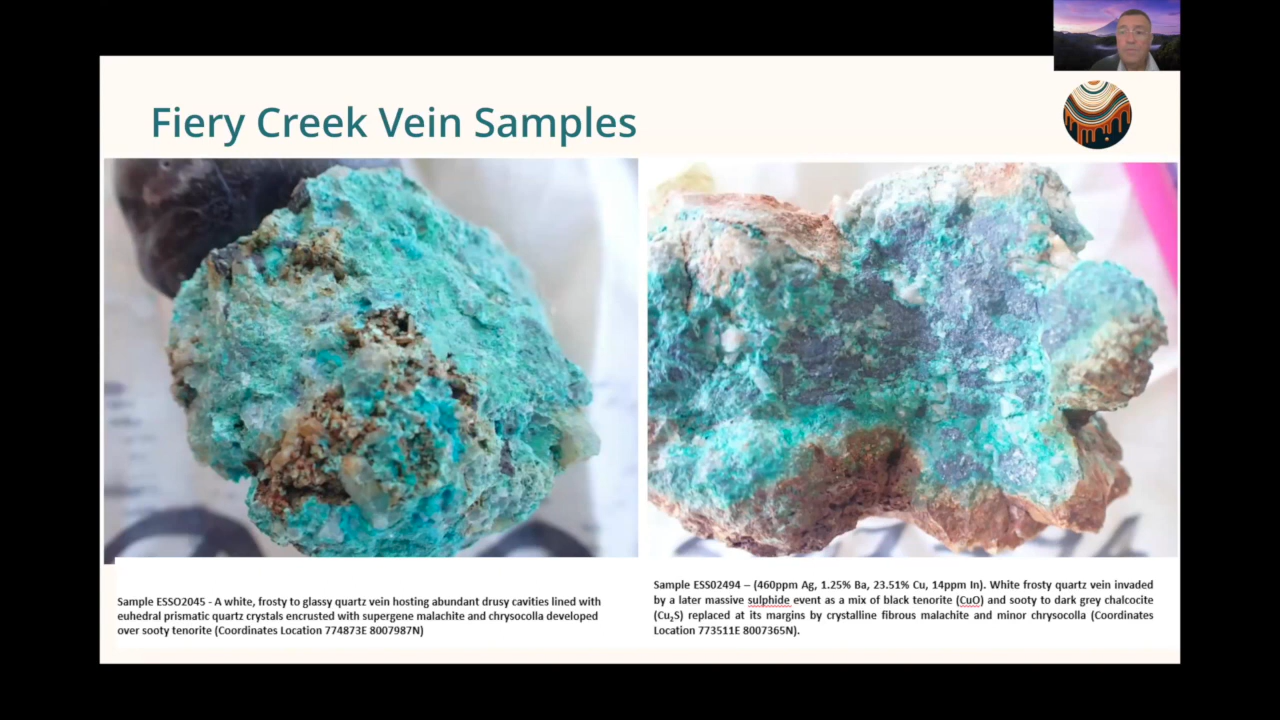 Fiery Creek Vein Samples
Sample ESSO2045 - A white, frosty to glassy quartz vein hosting abundant drusy cavities lined with
euhedral prismatic quartz crystals encrusted with supergene malachite and chrysocolla developed
over sooty tenorite (Coordinates Location 774873E 8007987N)
Sample ESS02494 – (460ppm Ag, 1.25% Ba, 23.51% Cu, 14ppm In). White frosty quartz vein invaded
by a later massive sulphide event as a mix of black tenorite (CuO) and sooty to dark grey chalcocite
(Cu₂S) replaced at its margins by crystalline fibrous malachite and minor chrysocolla (Coordinates
Location 773511E 8007365N).